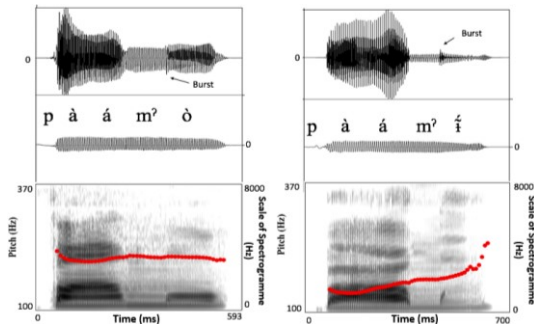 0
Burst
p à á mˀ ò
0
370
8000
Pitch (Hz)
Scale of Spectrogramme (Hz)
100
0
Time (ms)
593
0
Burst
p à á mˀ ɨ̃́
0
370
8000
Pitch (Hz)
Scale of Spectrogramme (Hz)
100
0
0
Time (ms)
700